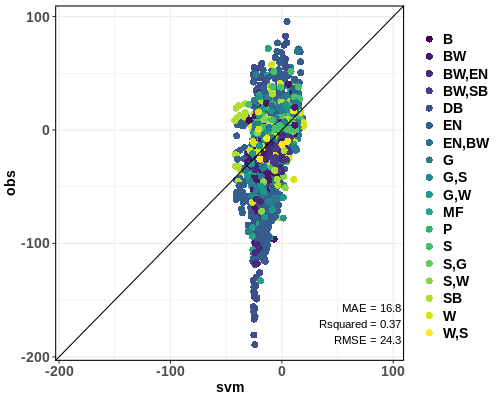 100
0
-100
-200
obs
-200 -100 0 100
svm
MAE = 16.8
Rsquared = 0.37
RMSE = 24.3
B
BW
BW,EN
BW,SB
DB
EN
EN,BW
G
G,S
G,W
MF
P
S
S,G
S,W
SB
W
W,S